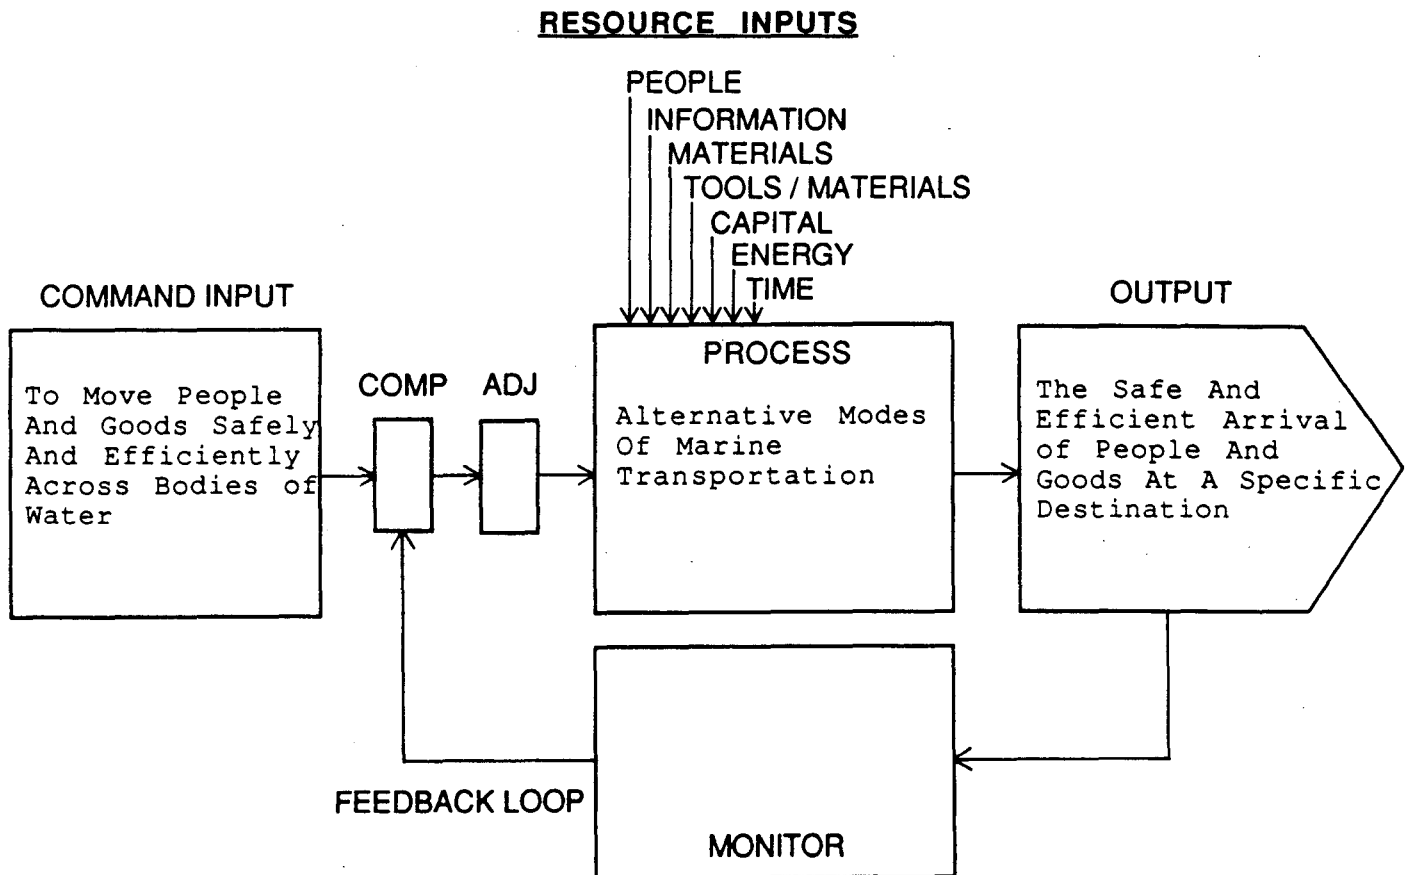 RESOURCE INPUTS
PEOPLE
INFORMATION
MATERIALS
TOOLS / MATERIALS
CAPITAL
ENERGY
TIME
COMMAND INPUT
To Move People
And Goods Safely
And Efficiently
Across Bodies of
Water
COMP
ADJ
PROCESS
Alternative Modes
Of Marine
Transportation
OUTPUT
The Safe And
Efficient Arrival
of People And
Goods At A Specific
Destination
FEEDBACK LOOP
MONITOR